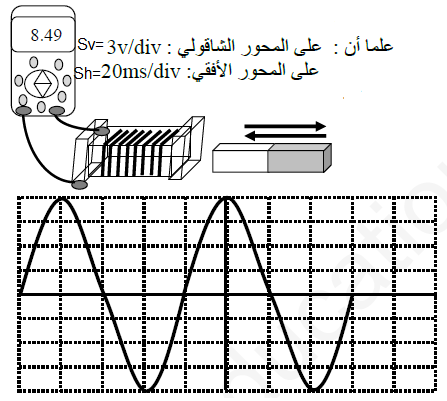 8.49
علما أن : على المحور الشاقولي : Sv= 3v/div
على المحور الأفقي: Sh=20ms/div